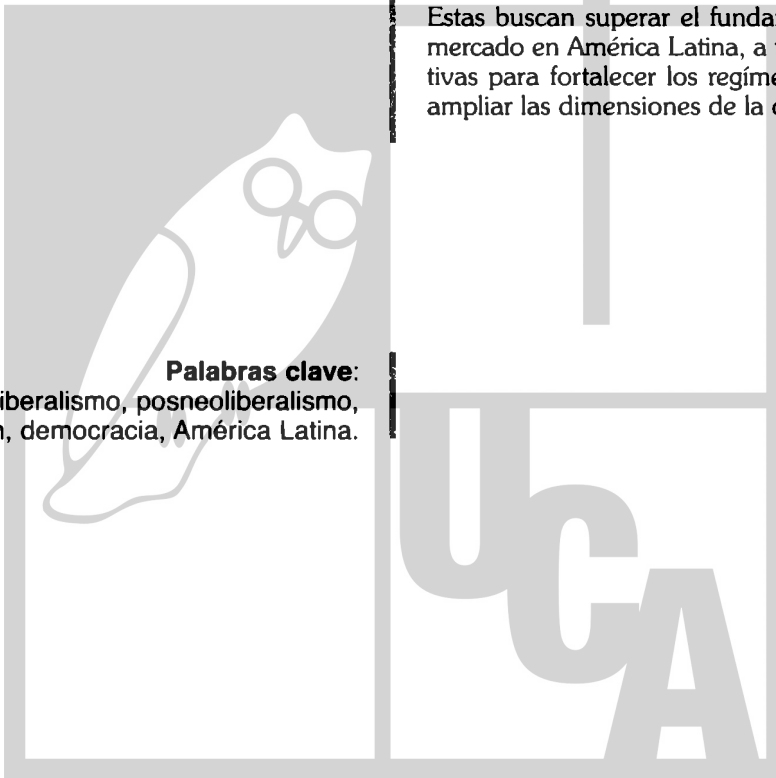 Estas buscan superar el funda
mercado en América Latina, a
tivas para fortalecer los regím
ampliar las dimensiones de la
Palabras clave:
iberalismo, posneoliberalismo,
democracia, América Latina.
UCA